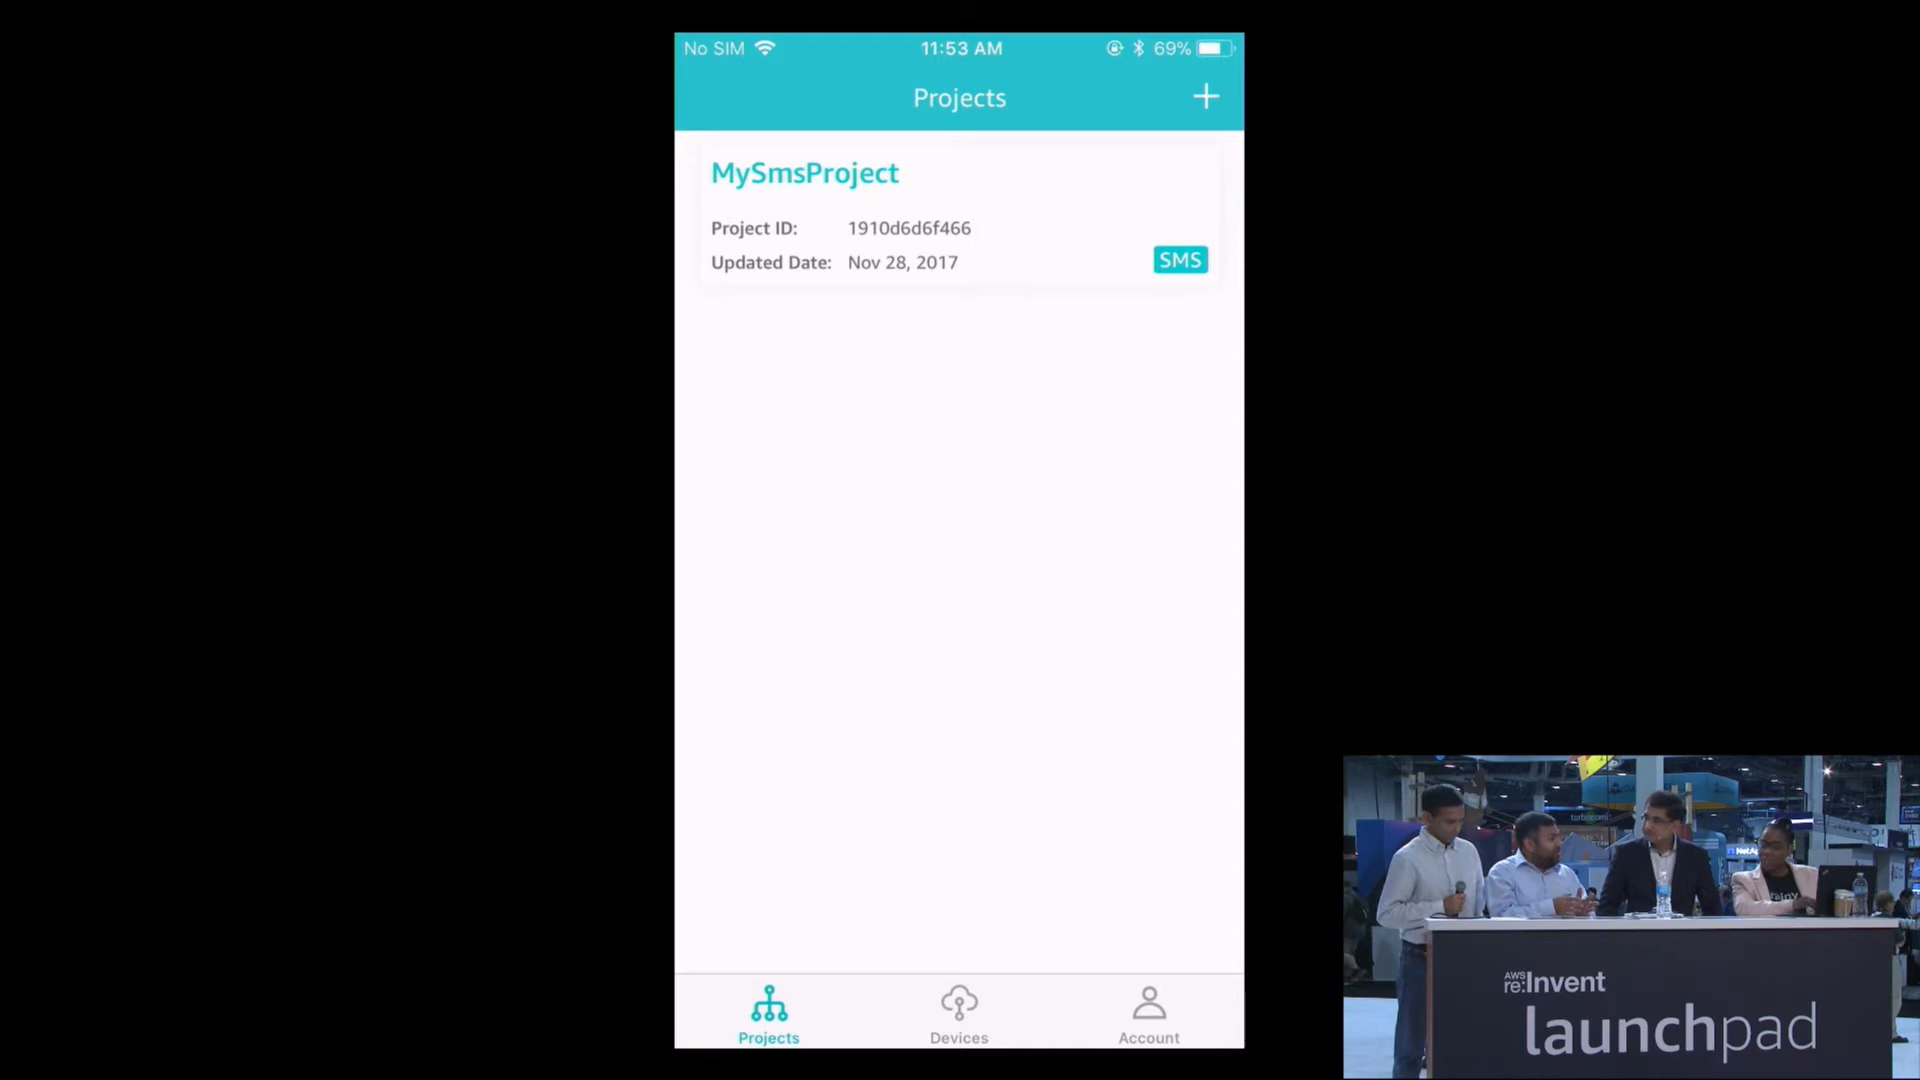 No SIM 11:53 AM 69%
Projects
MySmsProject
Project ID: 1910d6d6f466
Updated Date: Nov 28, 2017
SMS
Projects Devices Account
turbonomic
AWS
re:Invent
launchpad